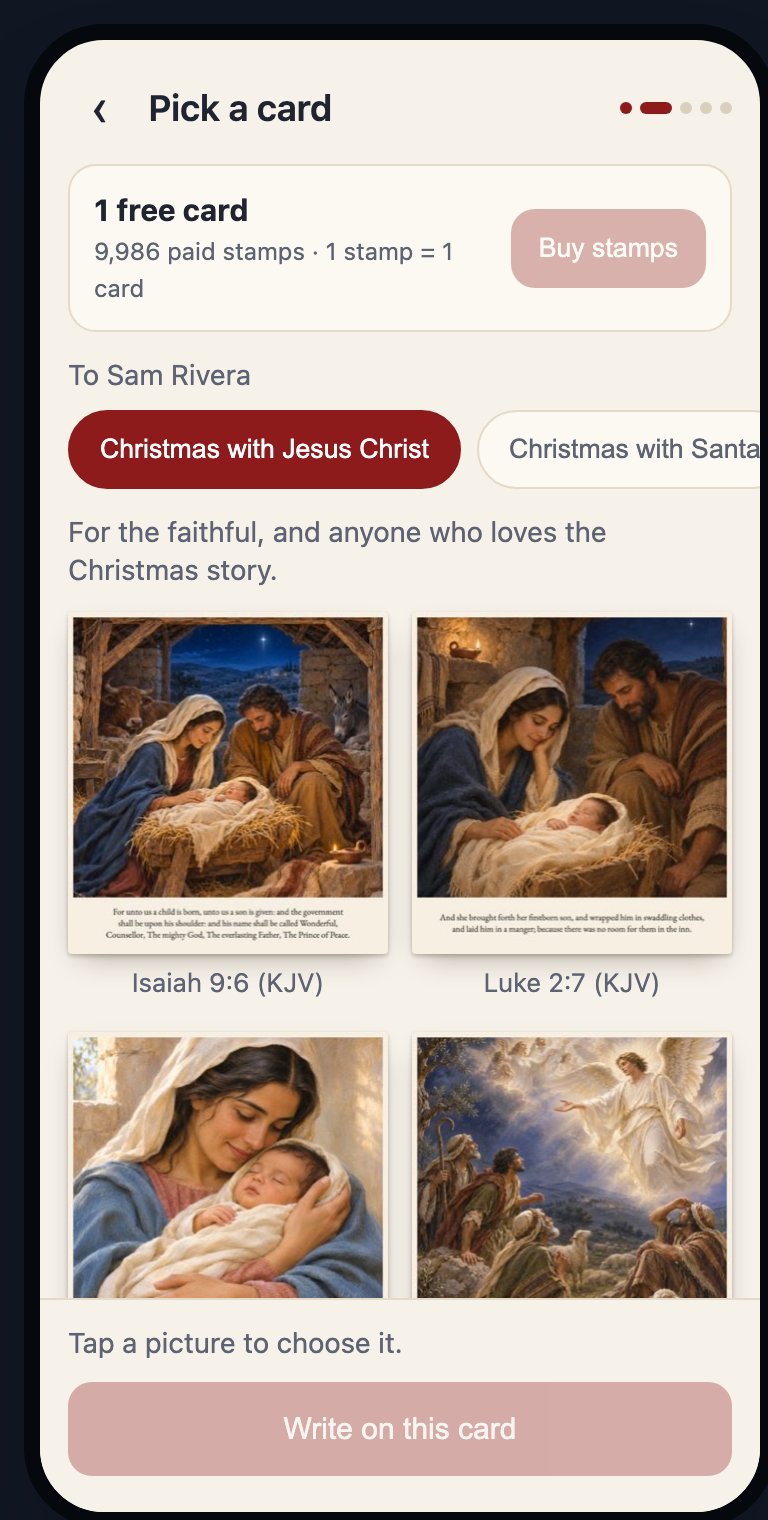 Pick a card
1 free card
9,986 paid stamps · 1 stamp = 1
card
Buy stamps
To Sam Rivera
Christmas with Jesus Christ
Christmas with Santa
For the faithful, and anyone who loves the
Christmas story.
For unto us a child is born, unto us a son is given: and the government
shall be upon his shoulder: and his name shall be called Wonderful,
Counsellor, The mighty God, The everlasting Father, The Prince of Peace.
And she brought forth her firstborn son, and wrapped him in swaddling clothes,
and laid him in a manger; because there was no room for them in the inn.
Isaiah 9:6 (KJV)
Luke 2:7 (KJV)
Tap a picture to choose it.
Write on this card